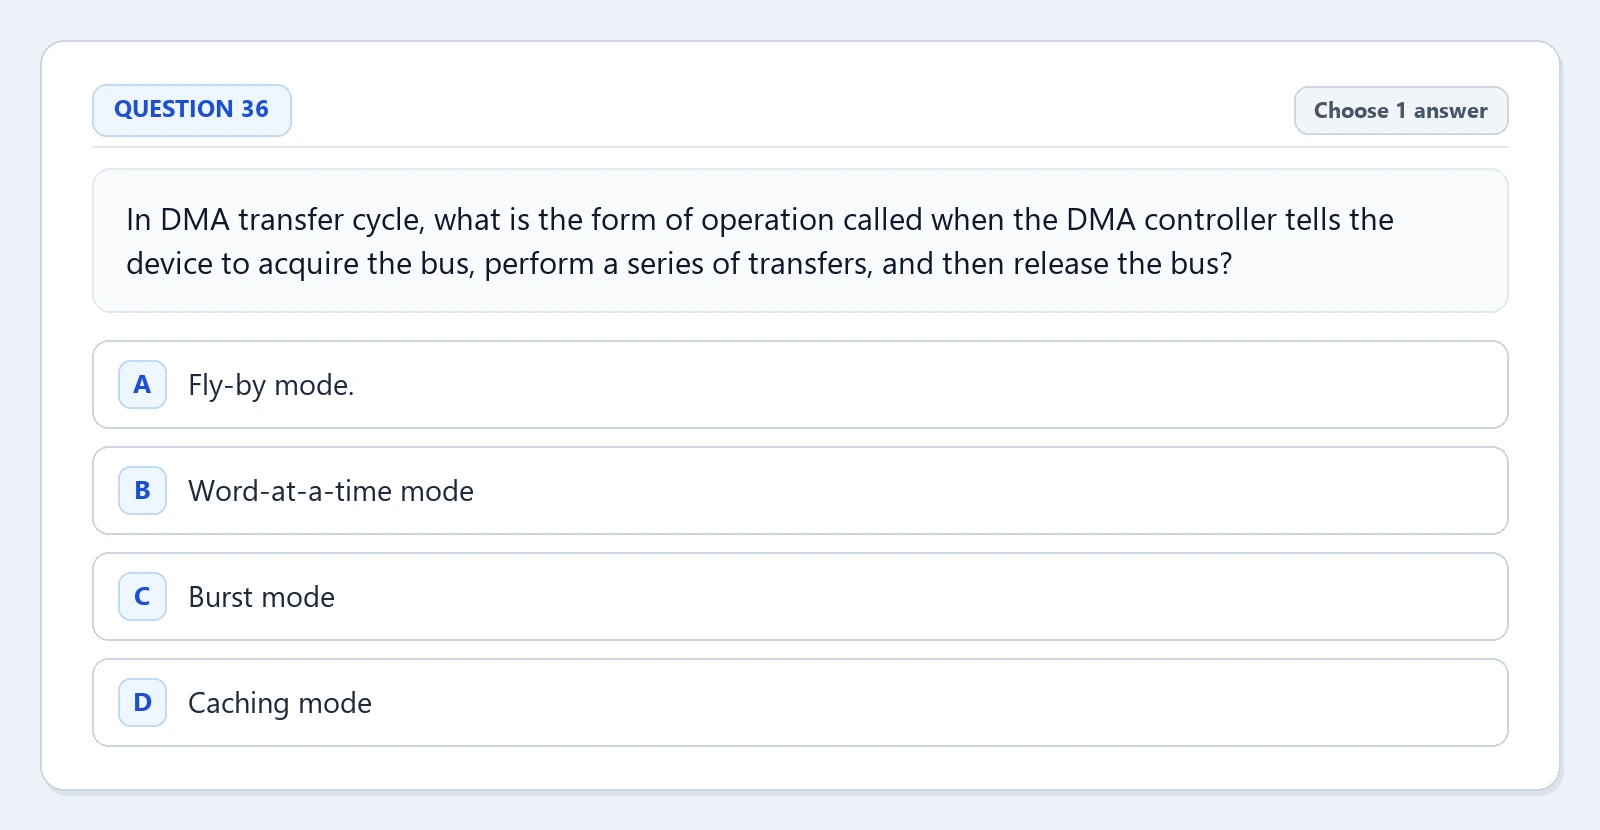 QUESTION 36
Choose 1 answer
In DMA transfer cycle, what is the form of operation called when the DMA controller tells the
device to acquire the bus, perform a series of transfers, and then release the bus?
A Fly-by mode.
B Word-at-a-time mode
C Burst mode
D Caching mode